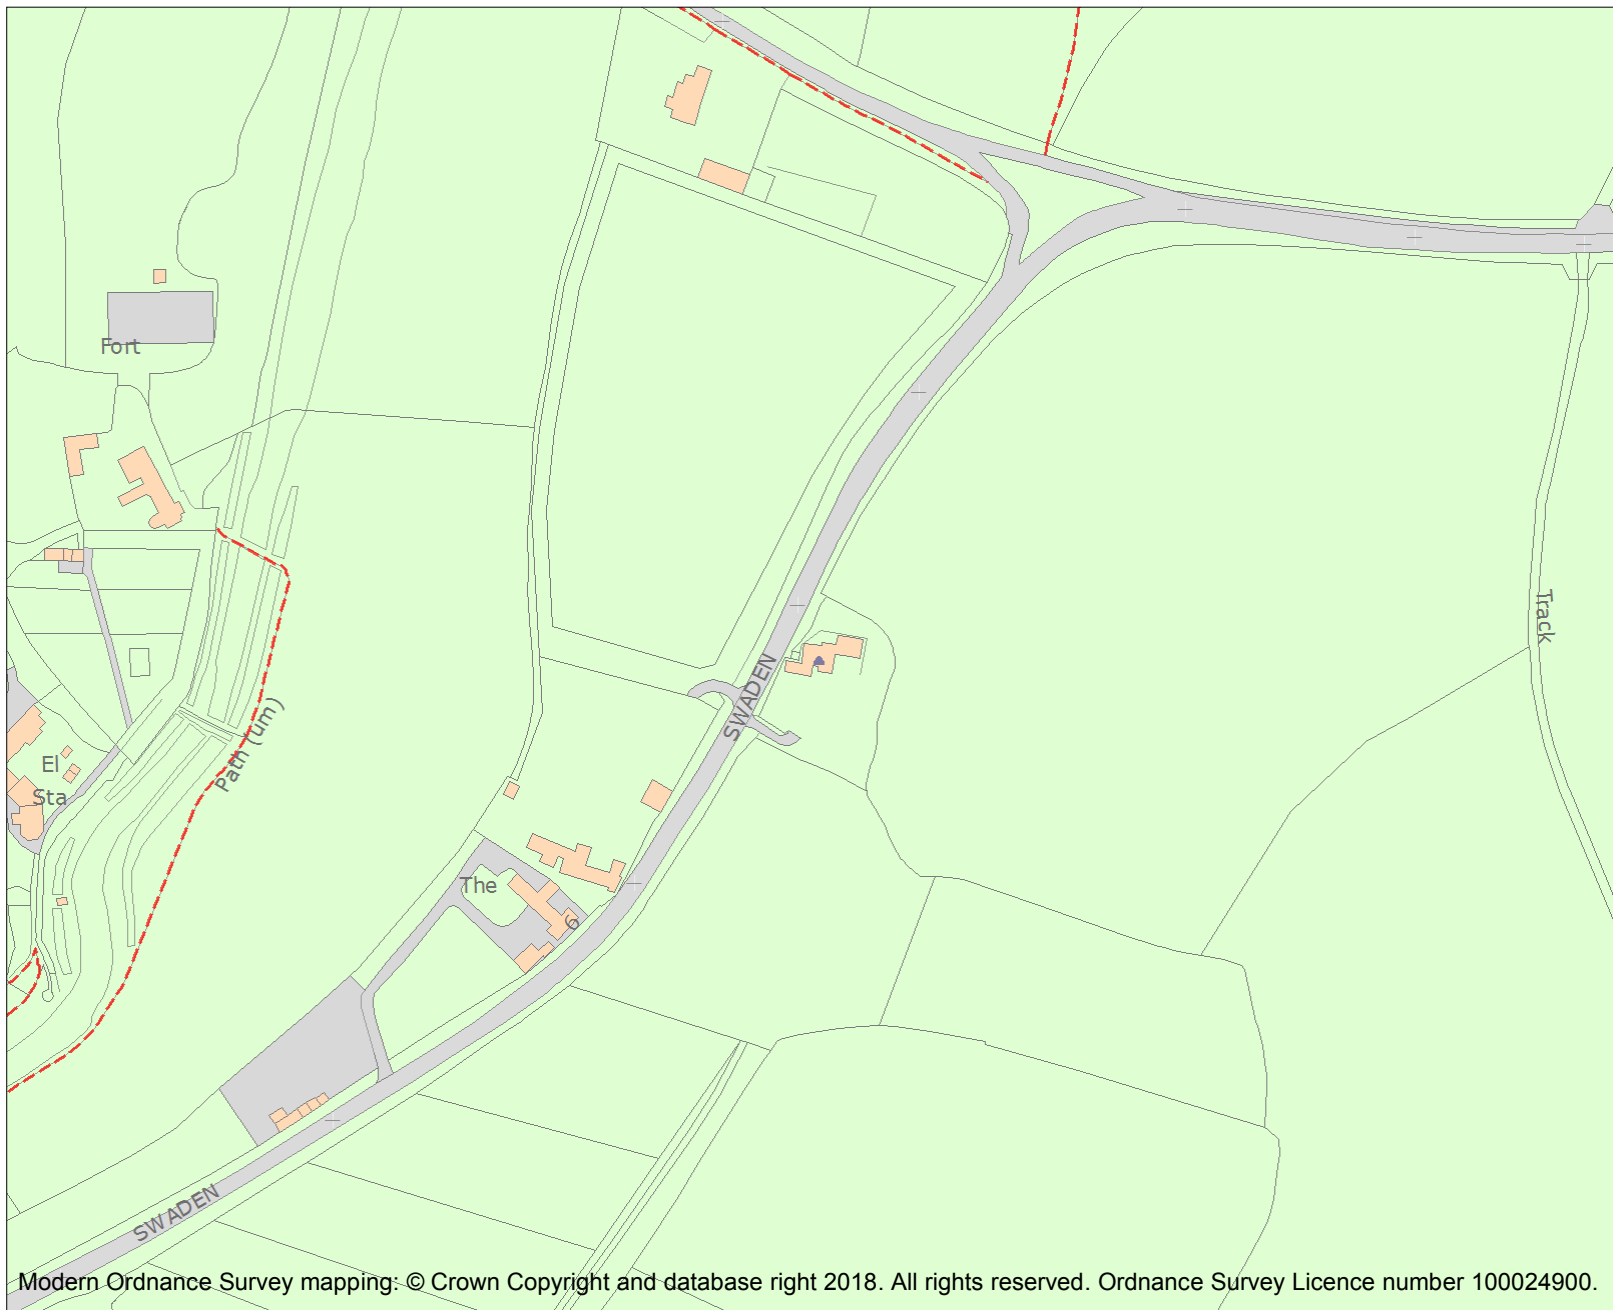 Fort
Track
SWADEN
Path (um)
El
Sta
The
6
SWADEN
Modern Ordnance Survey mapping: © Crown Copyright and database right 2018. All rights reserved. Ordnance Survey Licence number 100024900.